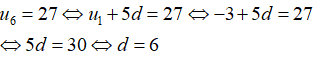 u₆ = 27 ⇔ u₁ + 5d = 27 ⇔ −3 + 5d = 27
⇔ 5d = 30 ⇔ d = 6